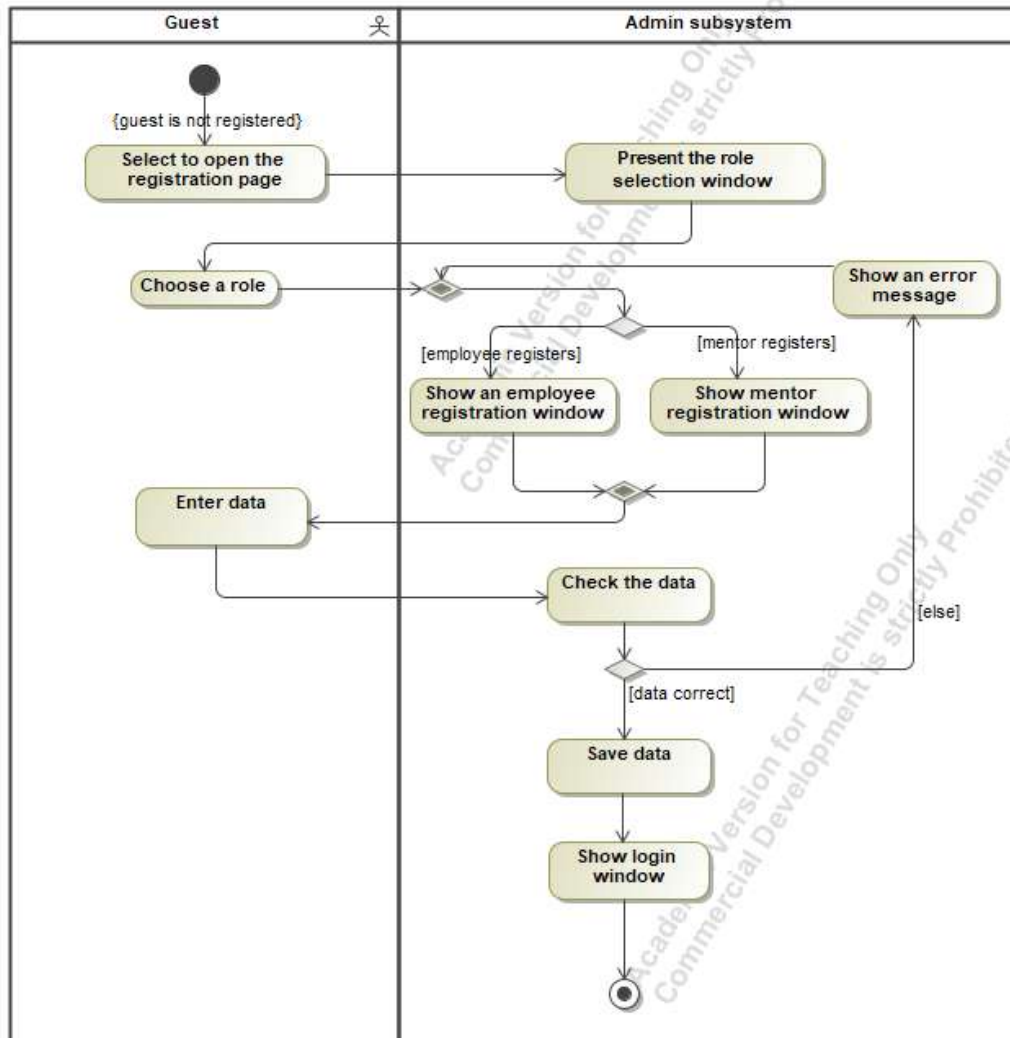 Guest
Admin subsystem
{guest is not registered}
Select to open the
registration page
Present the role
selection window
Choose a role
Show an error
message
[employee registers]
[mentor registers]
Show an employee
registration window
Show mentor
registration window
Enter data
Check the data
[else]
[data correct]
Save data
Show login
window
Academic Version for Teaching Only
Commercial Development is strictly Prohibited
Academic Version for Teaching Only
Commercial Development is strictly Prohibited